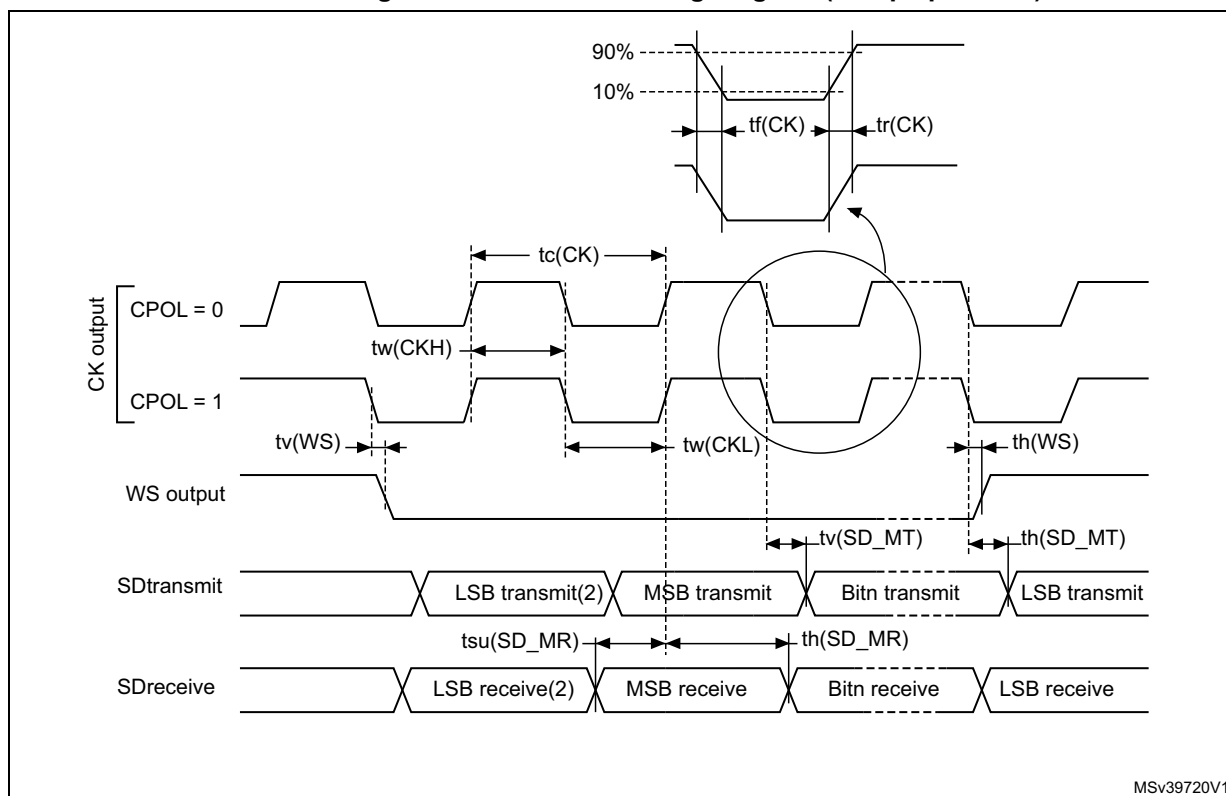 90%
10%
tf(CK)
tr(CK)
tc(CK)
CK output
CPOL = 0
tw(CKH)
CPOL = 1
tv(WS)
tw(CKL)
th(WS)
WS output
tv(SD_MT)
th(SD_MT)
SDtransmit
LSB transmit(2)
MSB transmit
Bitn transmit
LSB transmit
tsu(SD_MR)
th(SD_MR)
SDreceive
LSB receive(2)
MSB receive
Bitn receive
LSB receive
MSv39720V1